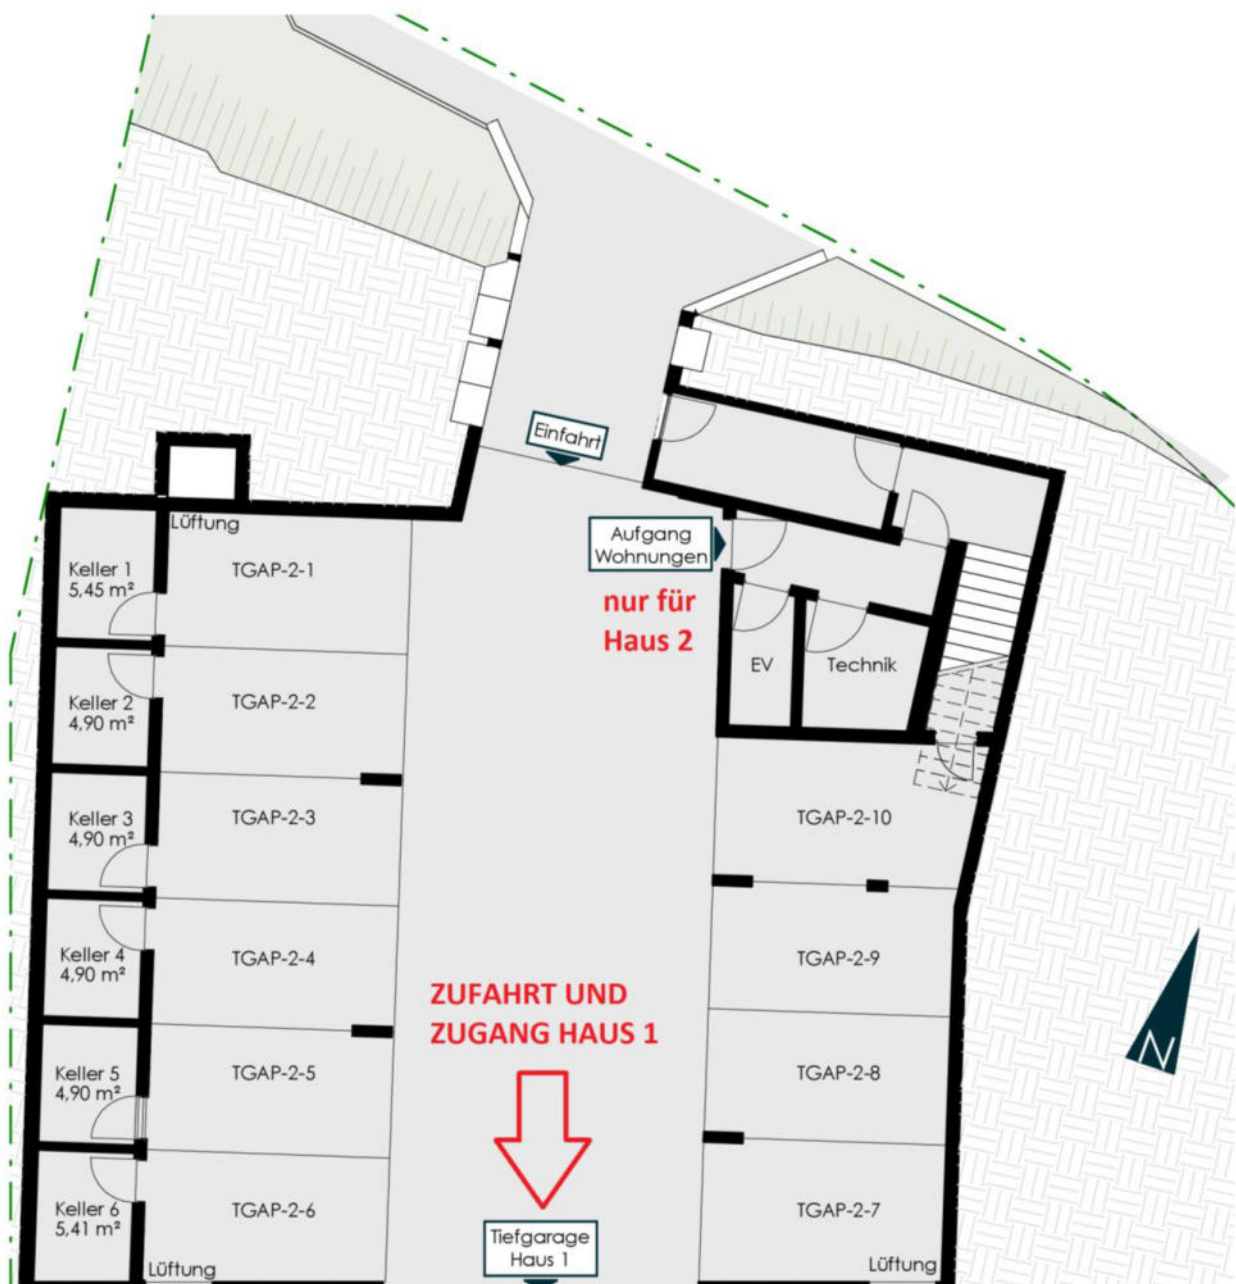 Einfahrt
Lüftung
Aufgang
Wohnungen
Keller 1
5,45 m²
TGAP-2-1
nur für
Haus 2
EV
Technik
Keller 2
4,90 m²
TGAP-2-2
Keller 3
4,90 m²
TGAP-2-3
TGAP-2-10
Keller 4
4,90 m²
TGAP-2-4
TGAP-2-9
ZUFAHRT UND
ZUGANG HAUS 1
N
Keller 5
4,90 m²
TGAP-2-5
TGAP-2-8
Keller 6
5,41 m²
TGAP-2-6
TGAP-2-7
Tiefgarage
Haus 1
Lüftung
Lüftung